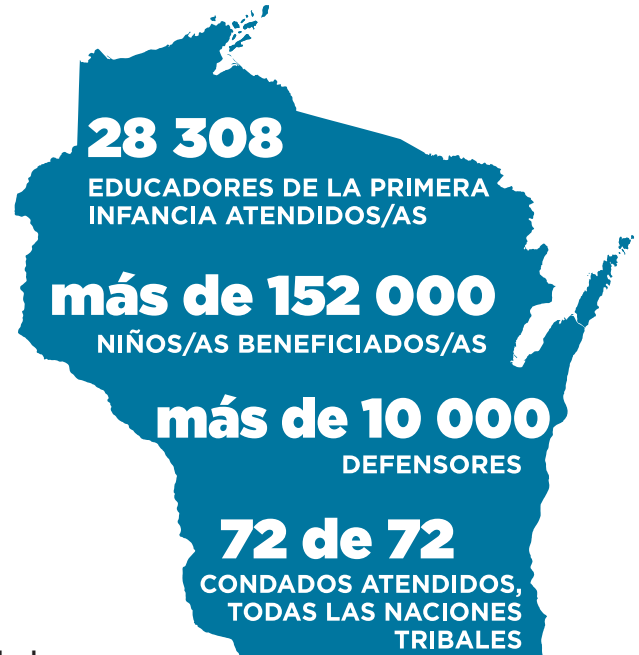 28 308
EDUCADORES DE LA PRIMERA
INFANCIA ATENDIDOS/AS
más de 152 000
NIÑOS/AS BENEFICIADOS/AS
más de 10 000
DEFENSORES
72 de 72
CONDADOS ATENDIDOS,
TODAS LAS NACIONES
TRIBALES